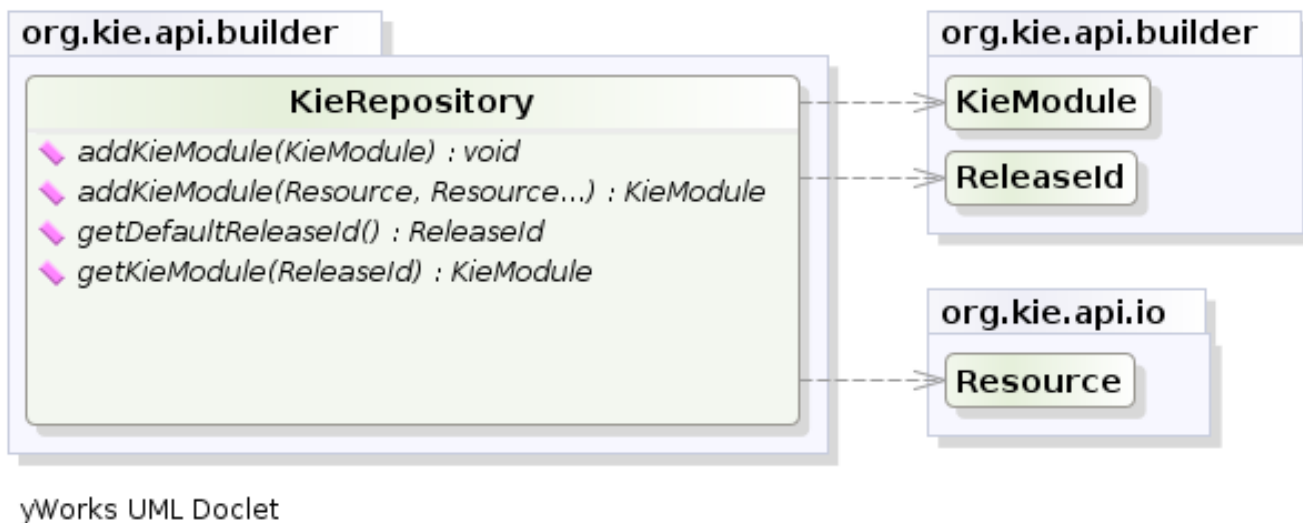 org.kie.api.builder
KieRepository
addKieModule(KieModule) : void
addKieModule(Resource, Resource...) : KieModule
getDefaultReleaseId() : ReleaseId
getKieModule(ReleaseId) : KieModule
org.kie.api.builder
KieModule
ReleaseId
org.kie.api.io
Resource
yWorks UML Doclet